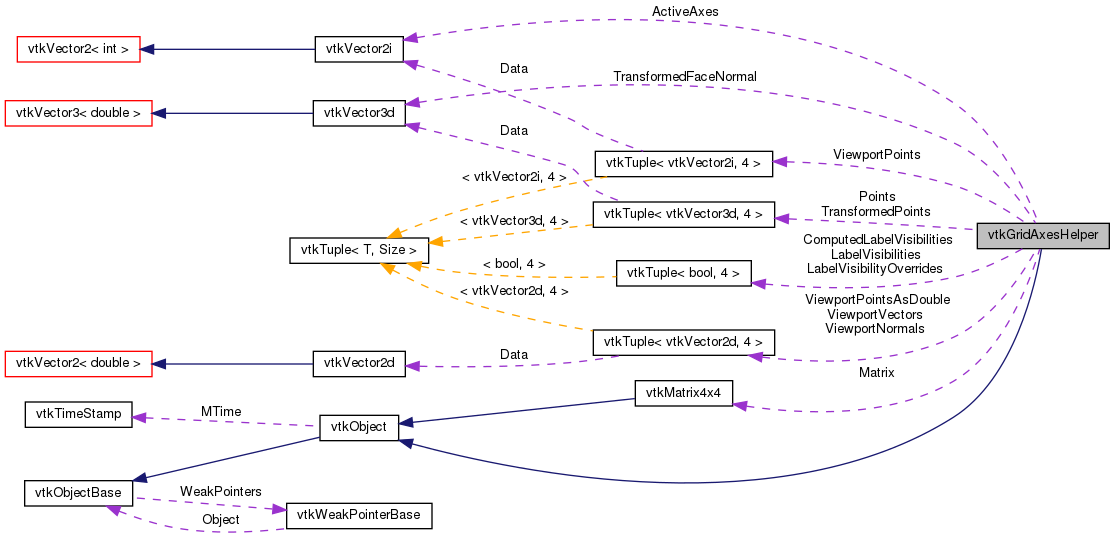 ActiveAxes
vtkVector2< int >
vtkVector2i
Data
TransformedFaceNormal
vtkVector3< double >
vtkVector3d
Data
vtkTuple< vtkVector2i, 4 >
ViewportPoints
< vtkVector2i, 4 >
Points
TransformedPoints
vtkTuple< vtkVector3d, 4 >
< vtkVector3d, 4 >
vtkGridAxesHelper
vtkTuple< T, Size >
ComputedLabelVisibilities
LabelVisibilities
LabelVisibilityOverrides
< bool, 4 >
vtkTuple< bool, 4 >
< vtkVector2d, 4 >
ViewportPointsAsDouble
ViewportVectors
ViewportNormals
vtkTuple< vtkVector2d, 4 >
vtkVector2< double >
vtkVector2d
Data
Matrix
vtkMatrix4x4
vtkTimeStamp
MTime
vtkObject
vtkObjectBase
WeakPointers
Object
vtkWeakPointerBase